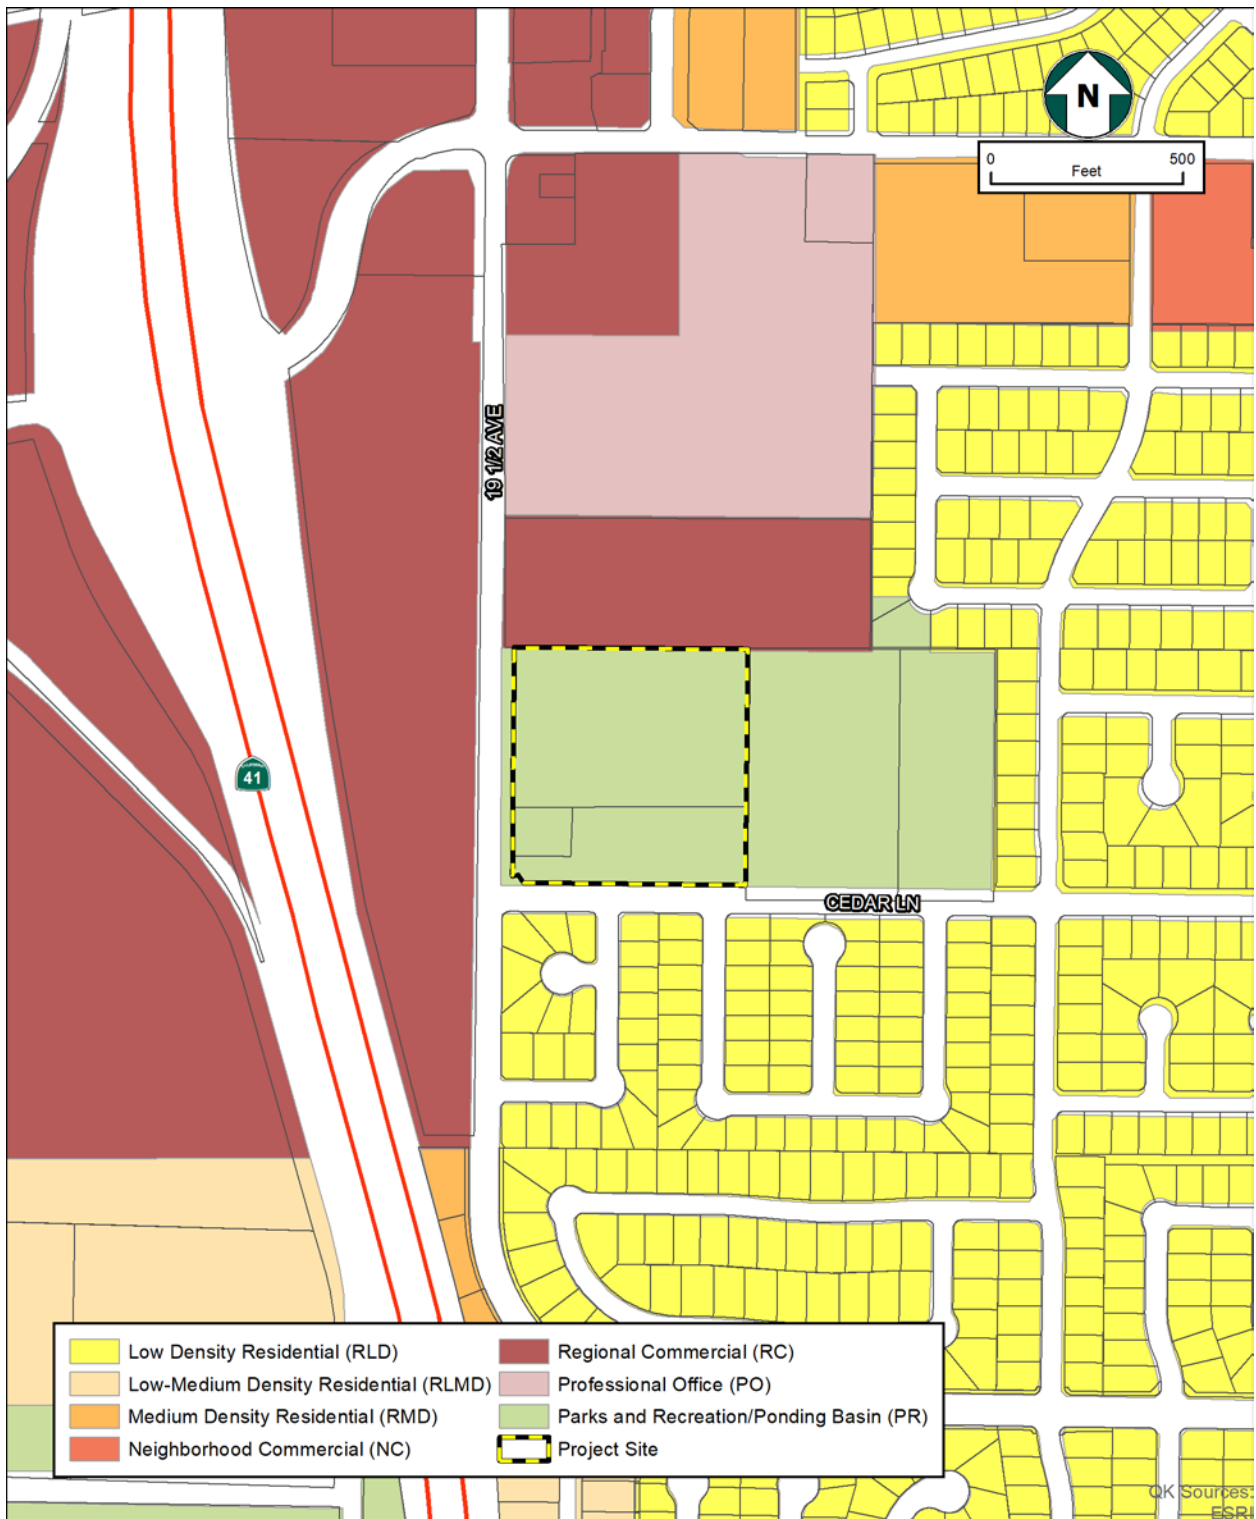 N
0 500
Feet
19 1/2 AVE
41
CEDAR LN
Low Density Residential (RLD)
Low-Medium Density Residential (RLMD)
Medium Density Residential (RMD)
Neighborhood Commercial (NC)
Regional Commercial (RC)
Professional Office (PO)
Parks and Recreation/Ponding Basin (PR)
Project Site
QK Sources:
ESRI